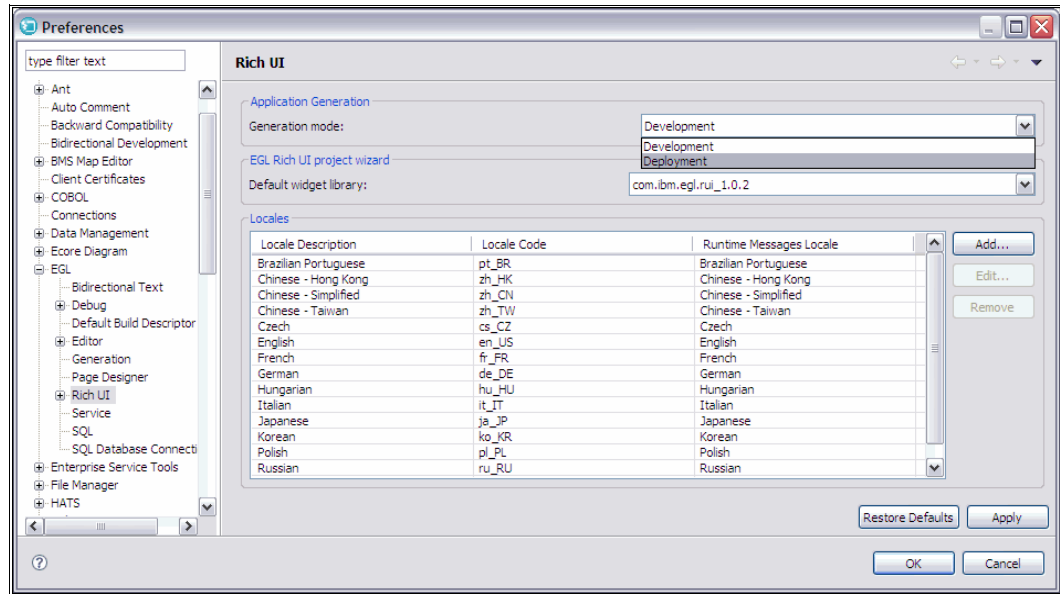 Preferences
type filter text
Ant
Auto Comment
Backward Compatibility
Bidirectional Development
BMS Map Editor
Client Certificates
COBOL
Connections
Data Management
Ecore Diagram
EGL
Bidirectional Text
Debug
Default Build Descriptor
Editor
Generation
Page Designer
Rich UI
Service
SQL
SQL Database Connecti
Enterprise Service Tools
File Manager
HATS
Rich UI
Application Generation
Generation mode: Development
Development
Deployment
EGL Rich UI project wizard
Default widget library: com.ibm.egl.rui_1.0.2
Locales
Locale Description Locale Code Runtime Messages Locale
Brazilian Portuguese pt_BR Brazilian Portuguese
Chinese - Hong Kong zh_HK Chinese - Hong Kong
Chinese - Simplified zh_CN Chinese - Simplified
Chinese - Taiwan zh_TW Chinese - Taiwan
Czech cs_CZ Czech
English en_US English
French fr_FR French
German de_DE German
Hungarian hu_HU Hungarian
Italian it_IT Italian
Japanese ja_JP Japanese
Korean ko_KR Korean
Polish pl_PL Polish
Russian ru_RU Russian
Add...
Edit...
Remove
Restore Defaults Apply
OK Cancel